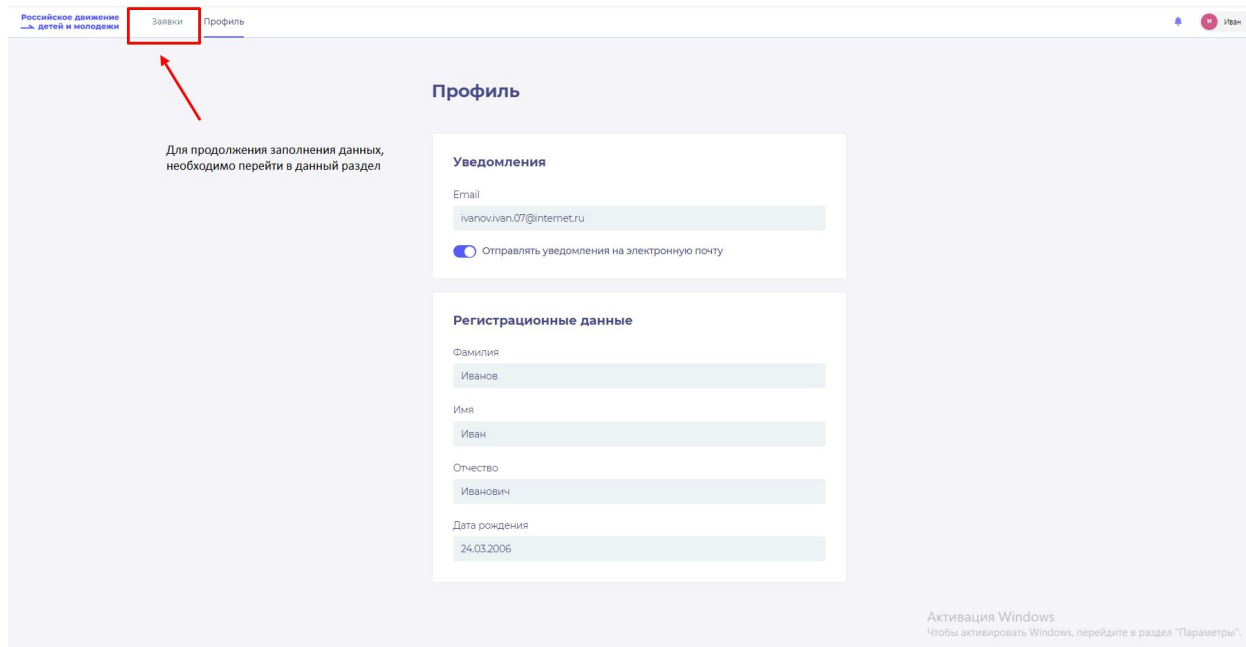 Российское движение
детей и молодежи
Заявки
Профиль
И
Иван
Для продолжения заполнения данных,
необходимо перейти в данный раздел
Профиль
Уведомления
Email
ivanov.ivan.07@internet.ru
Отправлять уведомления на электронную почту
Регистрационные данные
Фамилия
Иванов
Имя
Иван
Отчество
Иванович
Дата рождения
24.03.2006
Активация Windows
Чтобы активировать Windows, перейдите в раздел "Параметры".